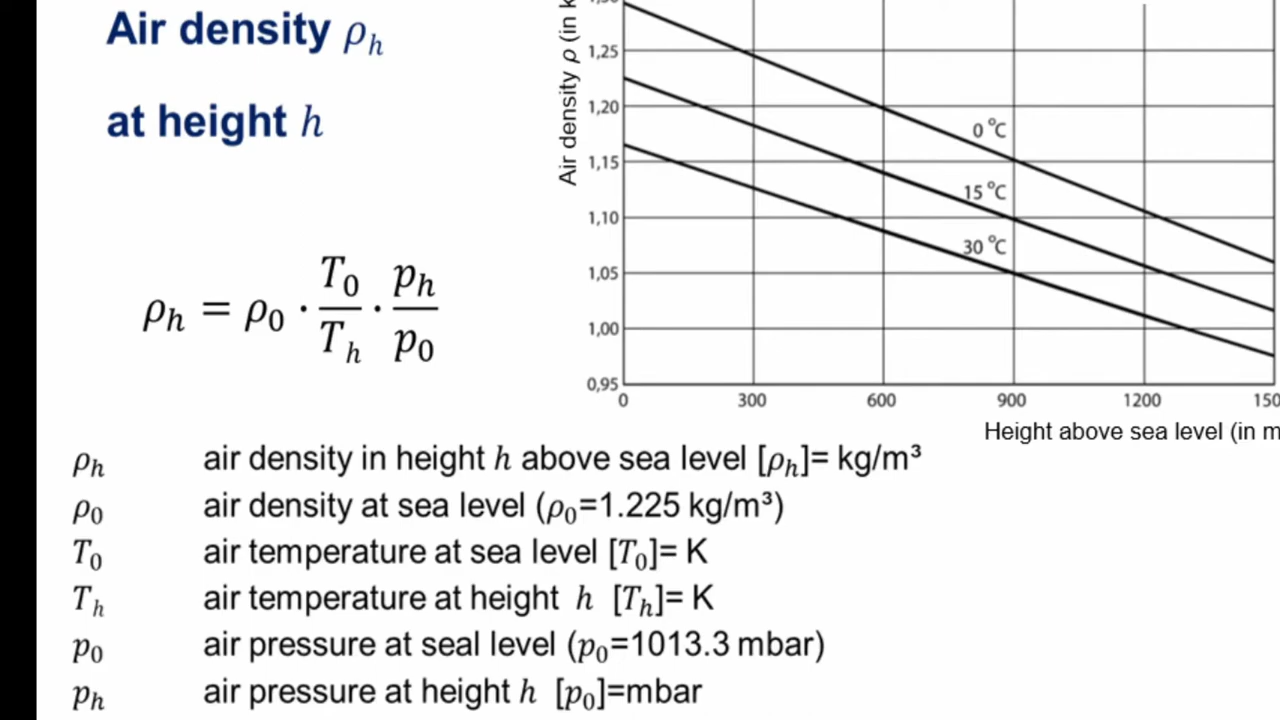 Air density ρh
at height h
ρh = ρ0 · T0/Th · ph/p0
Air density ρ (in k
1,25
1,20
1,15
1,10
1,05
1,00
0,95
0 °C
15 °C
30 °C
0 300 600 900 1200 150
Height above sea level (in m
ρh air density in height h above sea level [ρh]= kg/m³
ρ0 air density at sea level (ρ0=1.225 kg/m³)
T0 air temperature at sea level [T0]= K
Th air temperature at height h [Th]= K
p0 air pressure at seal level (p0=1013.3 mbar)
ph air pressure at height h [p0]=mbar